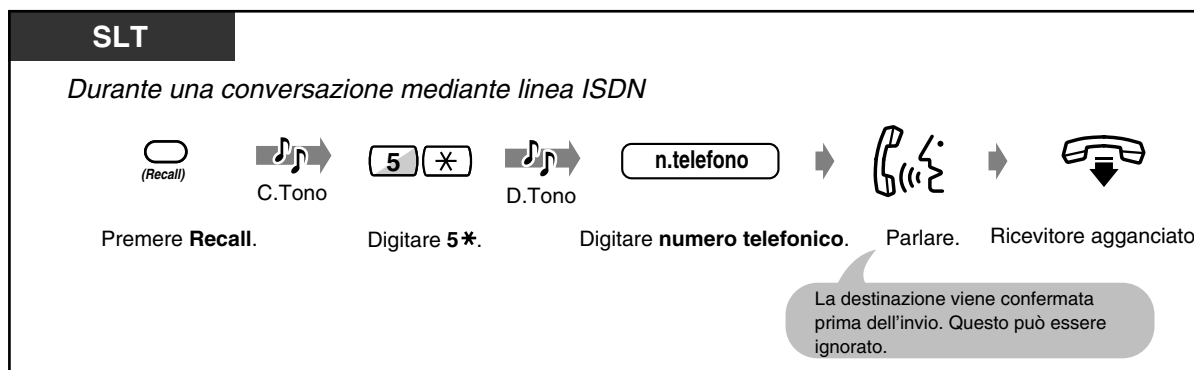 SLT
Durante una conversazione mediante linea ISDN
(Recall)
C.Tono
5 *
D.Tono
n.telefono
Premere Recall.
Digitare 5*.
Digitare numero telefonico.
Parlare.
Ricevitore agganciato
La destinazione viene confermata
prima dell'invio. Questo può essere
ignorato.